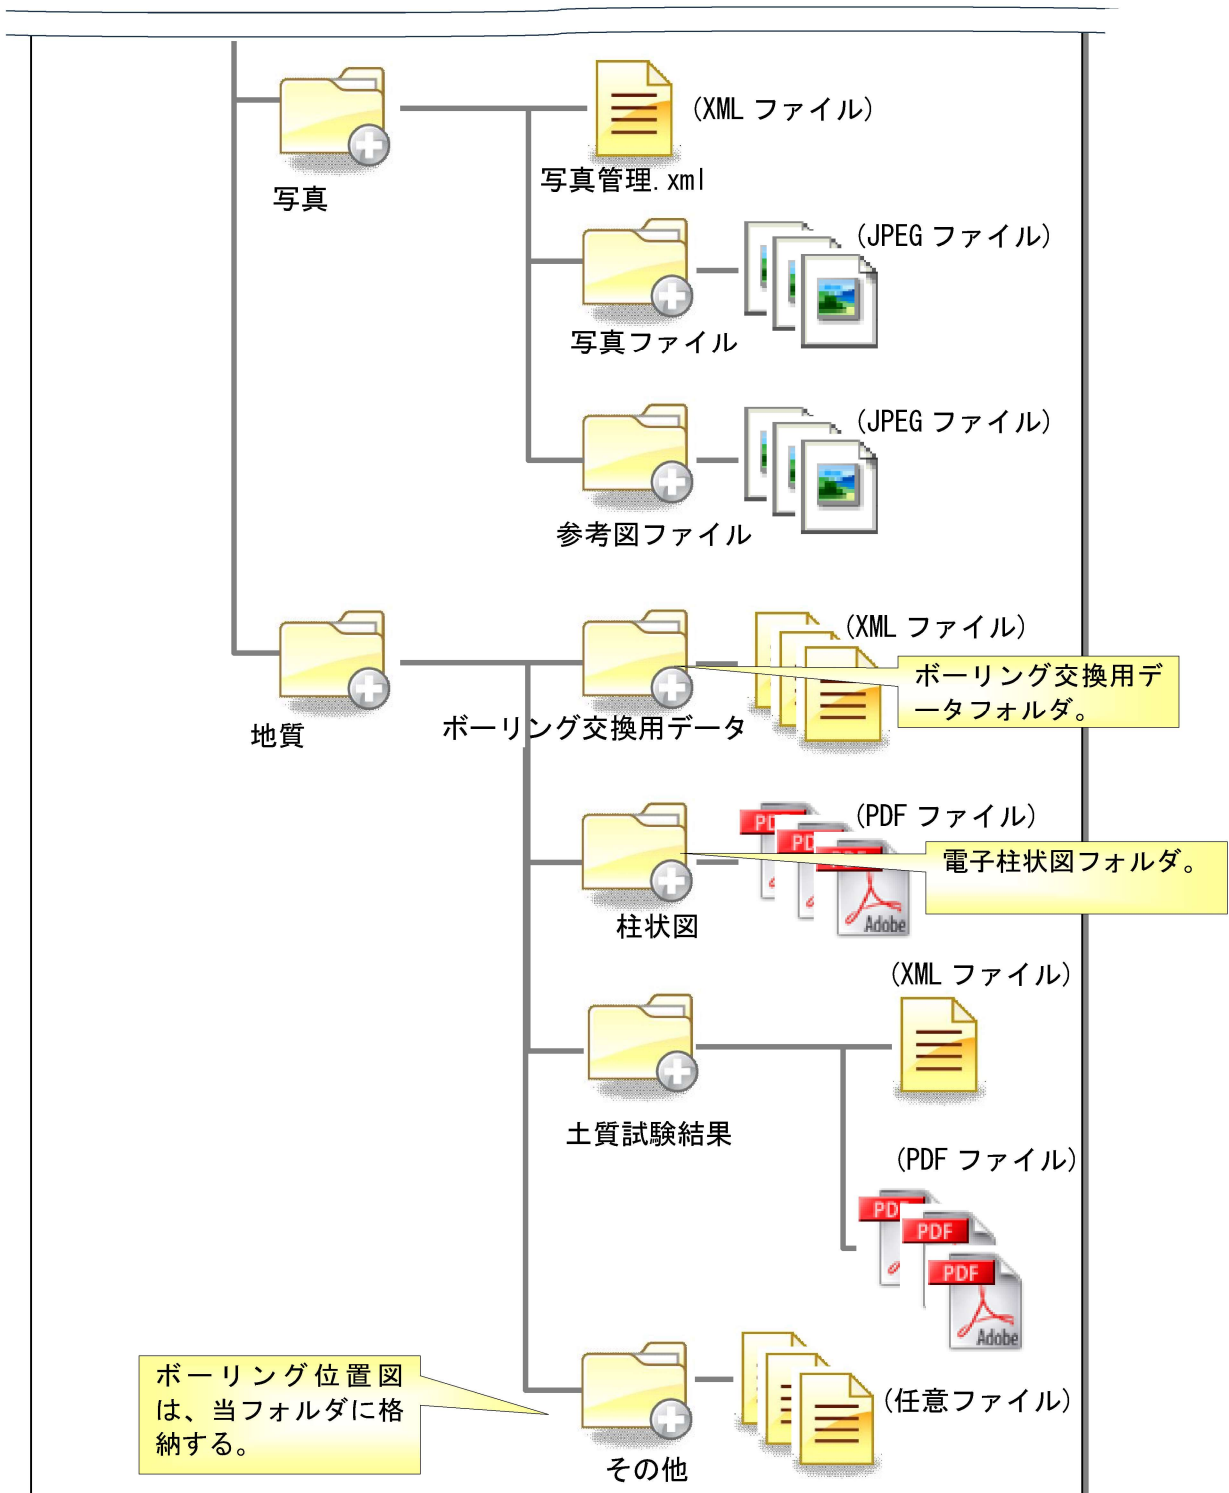 (XML ファイル)
写真
写真管理.xml
(JPEG ファイル)
写真ファイル
(JPEG ファイル)
参考図ファイル
(XML ファイル)
ボーリング交換用デ
ータフォルダ。
地質
ボーリング交換用データ
(PDF ファイル)
PDF
PDF
PDF
Adobe
電子柱状図フォルダ。
柱状図
(XML ファイル)
土質試験結果
(PDF ファイル)
PDF
PDF
PDF
Adobe
ボーリング位置図
は、当フォルダに格
納する。
(任意ファイル)
その他